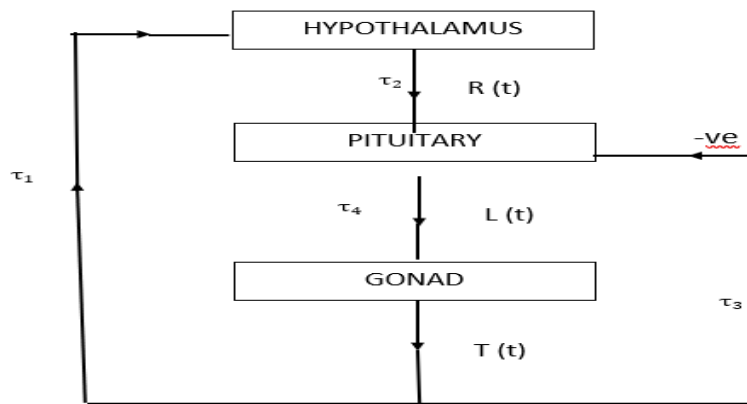 HYPOTHALAMUS
τ₂ R (t)
PITUITARY
-ve
τ₁
τ₄ L (t)
GONAD
τ₃
T (t)